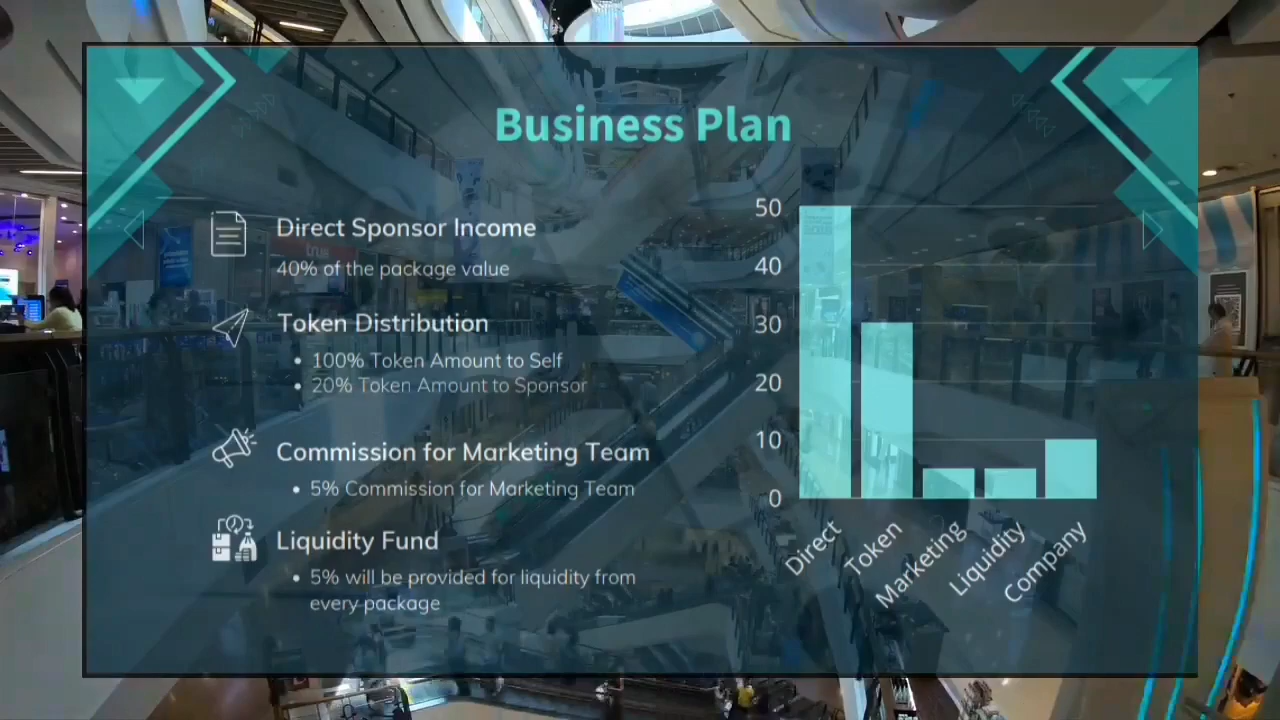 Business Plan
Direct Sponsor Income
40% of the package value
Token Distribution
• 100% Token Amount to Self
• 20% Token Amount to Sponsor
Commission for Marketing Team
• 5% Commission for Marketing Team
Liquidity Fund
• 5% will be provided for liquidity from
every package
50
40
30
20
10
0
Direct
Token
Marketing
Liquidity
Company
true